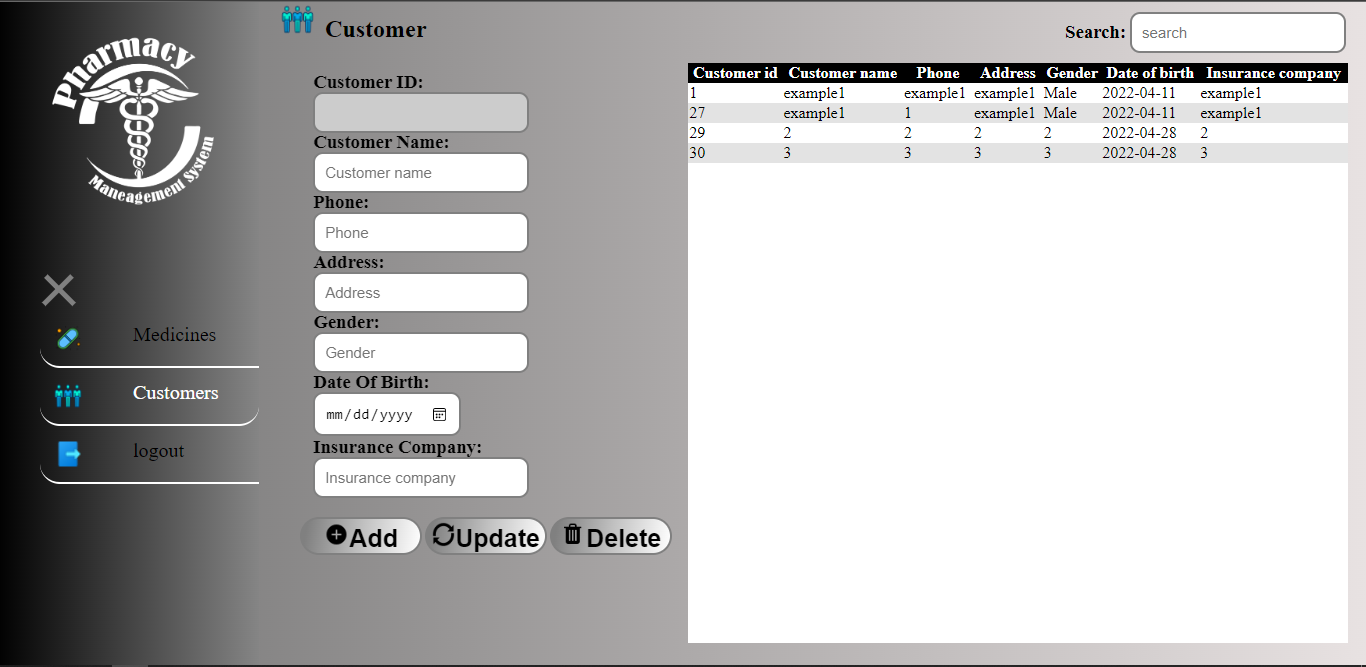 Pharmacy
Maneagement System
Medicines
Customers
logout
Customer
Customer ID:
Customer Name:
Customer name
Phone:
Phone
Address:
Address
Gender:
Gender
Date Of Birth:
mm/dd/yyyy
Insurance Company:
Insurance company
Add Update Delete
Search: search
Customer id Customer name Phone Address Gender Date of birth Insurance company
1 example1 example1 example1 Male 2022-04-11 example1
27 example1 1 example1 Male 2022-04-11 example1
29 2 2 2 2 2022-04-28 2
30 3 3 3 3 2022-04-28 3